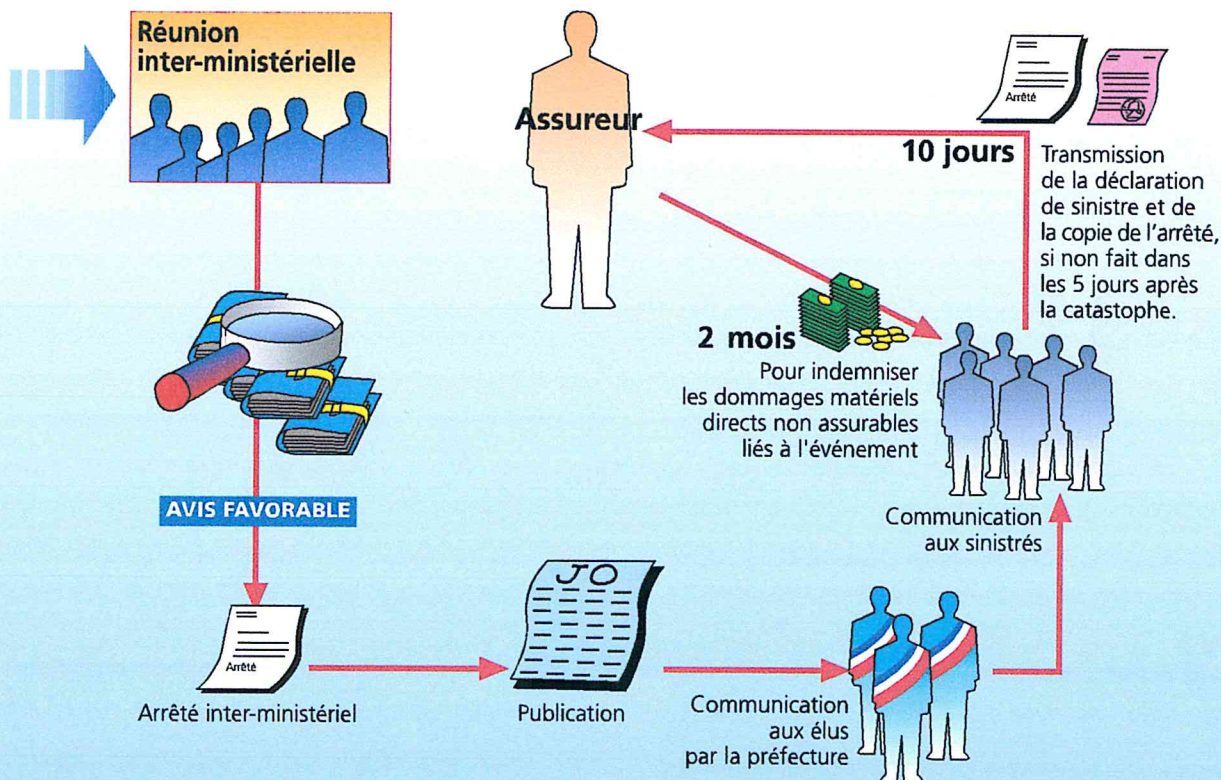 Réunion
inter-ministérielle
Assureur
Arrêté
10 jours
Transmission
de la déclaration
de sinistre et de
la copie de l'arrêté,
si non fait dans
les 5 jours après
la catastrophe.
2 mois
Pour indemniser
les dommages matériels
directs non assurables
liés à l'événement
AVIS FAVORABLE
Communication
aux sinistrés
JO
Arrêté
Arrêté inter-ministériel
Publication
Communication
aux élus
par la préfecture